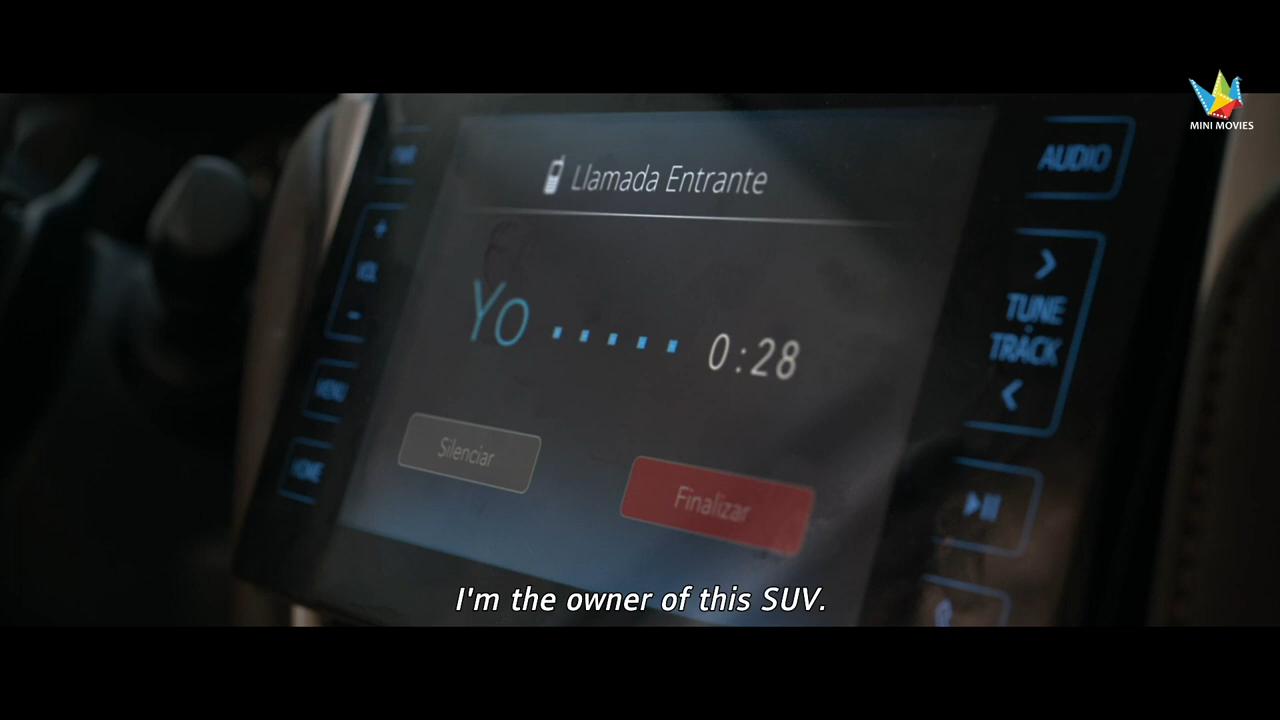 MINI MOVIES
Llamada Entrante
AUDIO
+
VOL
-
TUNE
TRACK
Yo ..... 0:28
MENU
HOME
Silenciar
Finalizar
I'm the owner of this SUV.